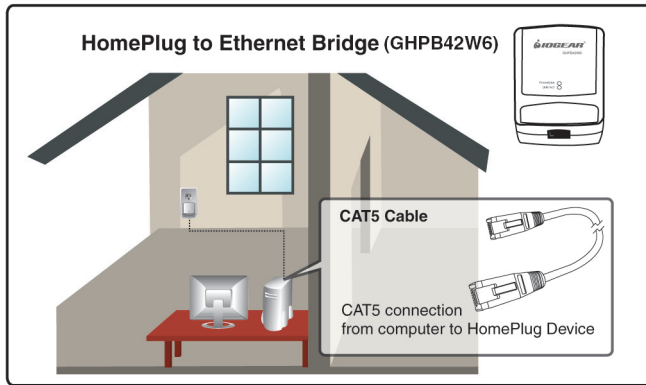 HomePlug to Ethernet Bridge (GHPB42W6)
IOGEAR
CAT5 Cable
CAT5 connection
from computer to HomePlug Device